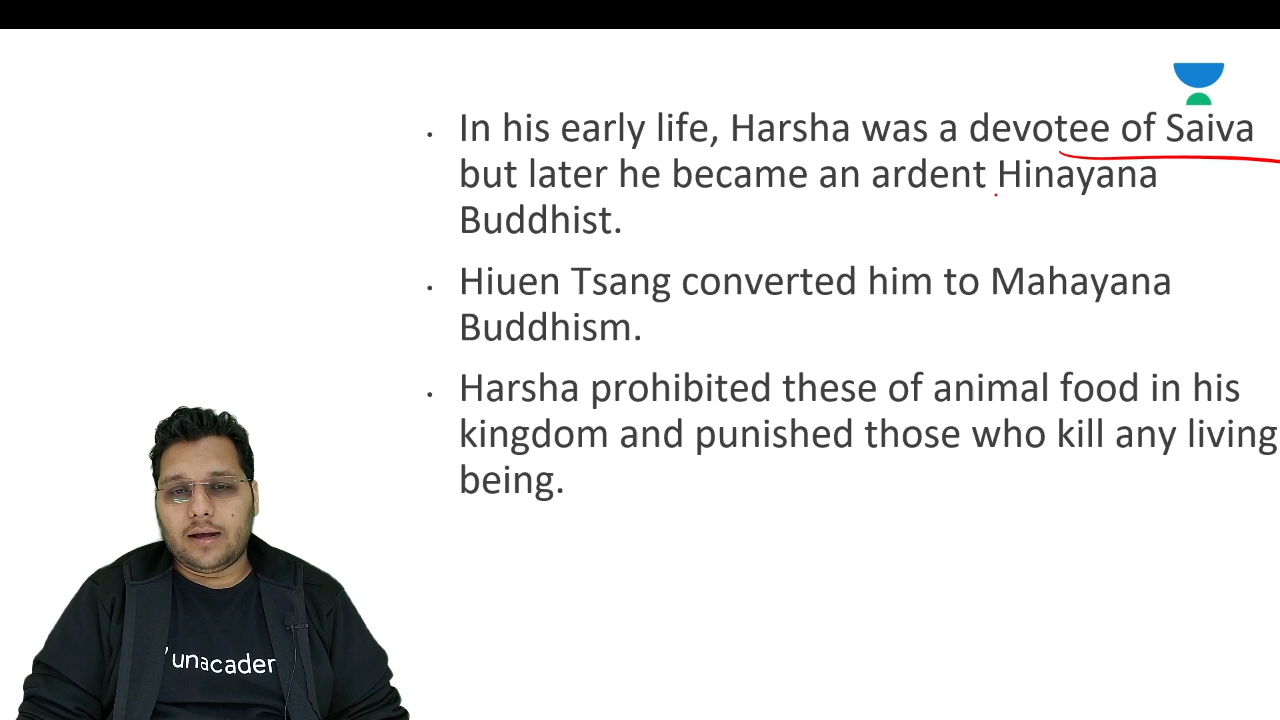 In his early life, Harsha was a devotee of Saiva
but later he became an ardent Hinayana
Buddhist.
Hiuen Tsang converted him to Mahayana
Buddhism.
Harsha prohibited these of animal food in his
kingdom and punished those who kill any living
being.
unacader